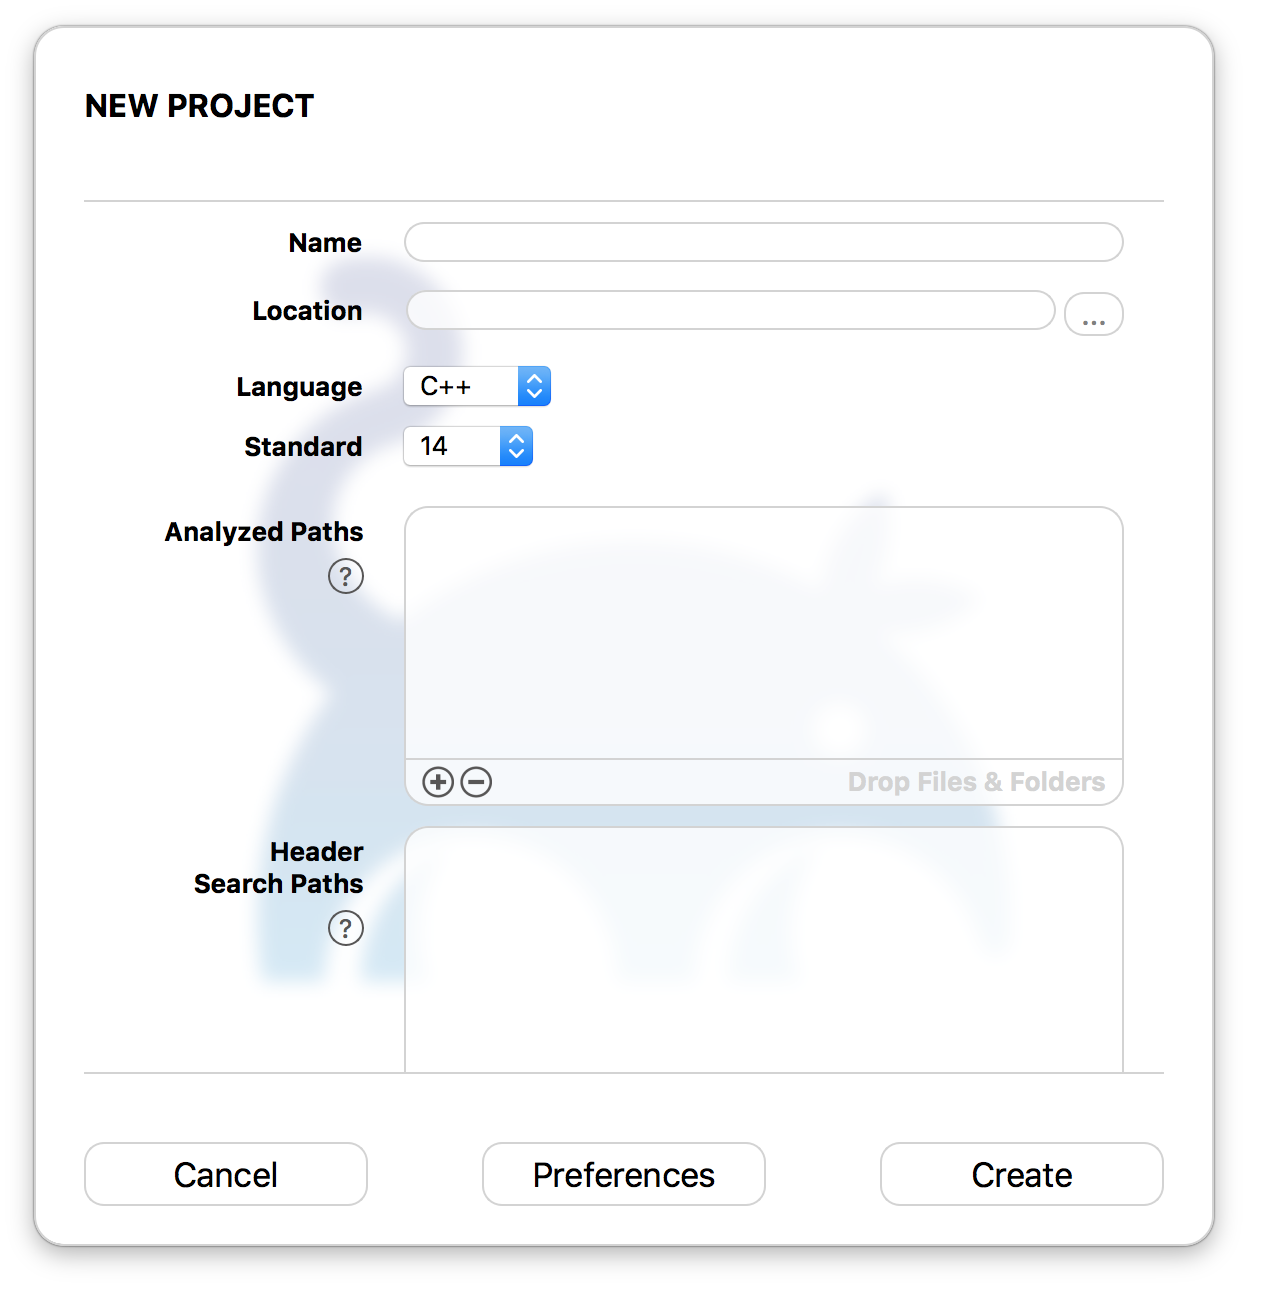 NEW PROJECT
Name
Location
...
Language
C++
Standard
14
Analyzed Paths
?
Drop Files & Folders
Header
Search Paths
?
Cancel
Preferences
Create